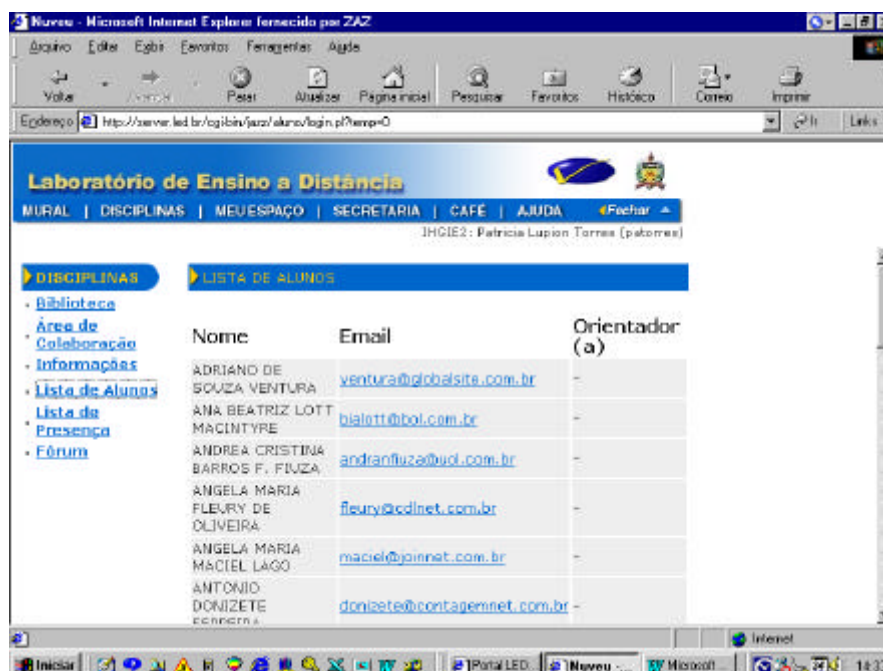 Nuveu - Microsoft Internet Explorer fornecido por ZAZ
Arquivo Editar Exibir Favoritos Ferramentas Ajuda
Voltar Avançar Parar Atualizar Página inicial Pesquisar Favoritos Histórico Correio Imprimir
Endereço http://server.led.br/cgi-bin/jazz/aluno/login.pl?temp=0 Ir Links
Laboratório de Ensino a Distância
MURAL | DISCIPLINAS | MEUESPAÇO | SECRETARIA | CAFÉ | AJUDA Fechar
IHGIE2: Patricia Lupion Torres (patorres)
DISCIPLINAS
LISTA DE ALUNOS
Biblioteca
Área de
Colaboração
Informações
Lista de Alunos
Lista de
Presença
Fórum
Nome Email Orientador
(a)
ADRIANO DE
SOUZA VENTURA ventura@globalsite.com.br -
ANA BEATRIZ LOTT
MACINTYRE bialott@bol.com.br -
ANDREA CRISTINA
BARROS F. FIUZA andranfiuza@uol.com.br -
ANGELA MARIA
FLEURY DE
OLIVEIRA fleury@cdlnet.com.br -
ANGELA MARIA
MACIEL LAGO maciel@joinnet.com.br -
ANTONIO
DONIZETE
FERREIRA donizete@contagemnet.com.br -
Internet
Iniciar Portal LED... Nuveu - ... Microsoft...